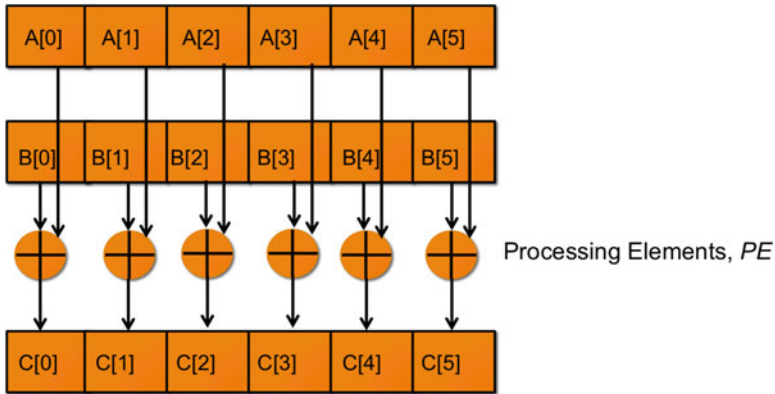 A[0] A[1] A[2] A[3] A[4] A[5]
B[0] B[1] B[2] B[3] B[4] B[5]
Processing Elements, PE
C[0] C[1] C[2] C[3] C[4] C[5]